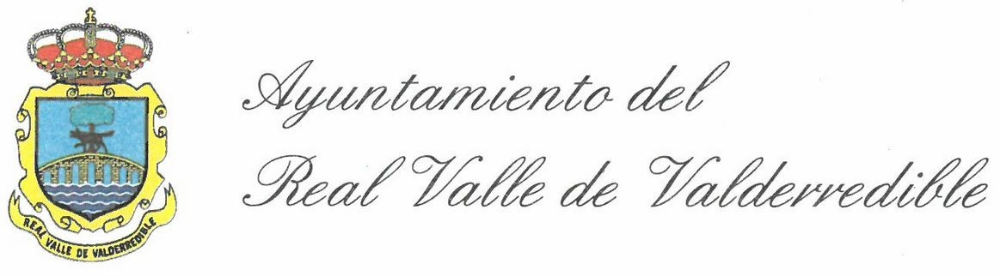 Ayuntamiento del
Real Valle de Valderredible
REAL VALLE DE VALDERREDIBLE